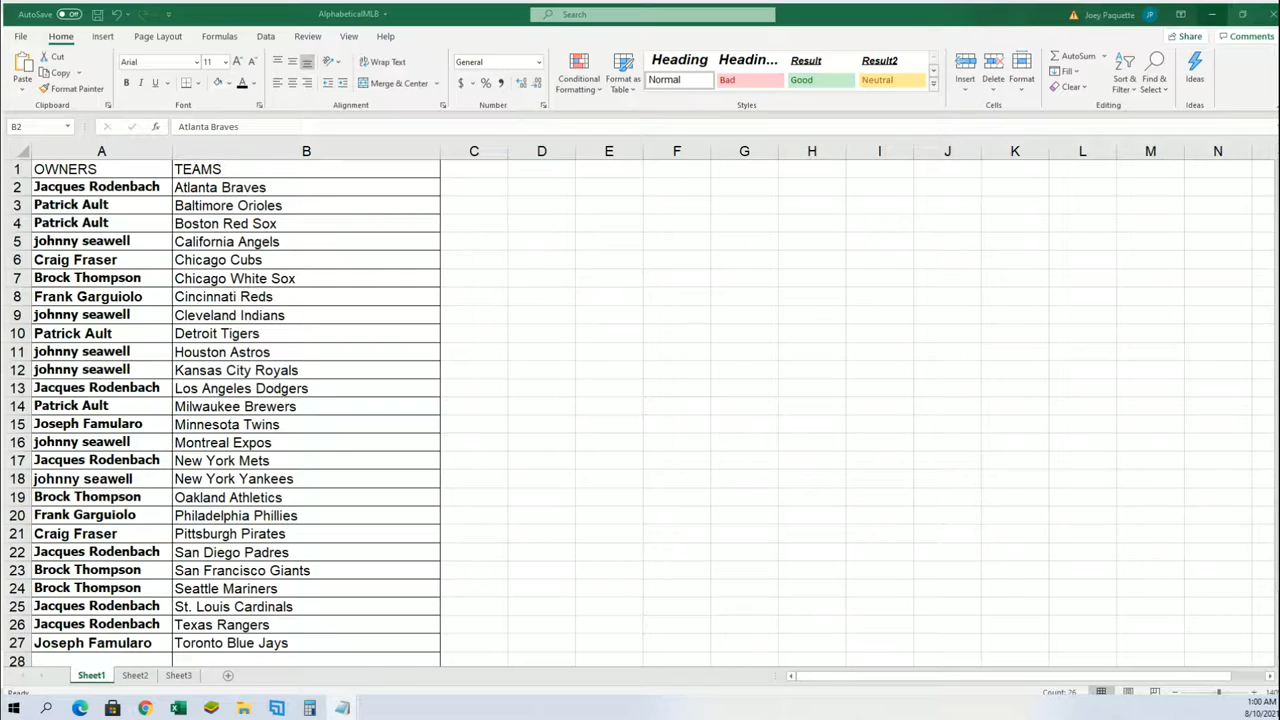 AutoSave Off AlphabeticalMLB Search Joey Paquette JP
File Home Insert Page Layout Formulas Data Review View Help Share Comments
Paste Cut Copy Format Painter Clipboard
Arial 11 A A B I U A Font
Wrap Text Merge & Center Alignment
General $ % , Number
Conditional Formatting Format as Table
Heading Headin... Result Result2
Normal Bad Good Neutral
Styles
Insert Delete Format Cells
AutoSum Fill Clear Sort & Filter Find & Select Editing
Ideas Ideas
B2 fx Atlanta Braves
A B C D E F G H I J K L M N
1 OWNERS TEAMS
2 Jacques Rodenbach Atlanta Braves
3 Patrick Ault Baltimore Orioles
4 Patrick Ault Boston Red Sox
5 johnny seawell California Angels
6 Craig Fraser Chicago Cubs
7 Brock Thompson Chicago White Sox
8 Frank Garguiolo Cincinnati Reds
9 johnny seawell Cleveland Indians
10 Patrick Ault Detroit Tigers
11 johnny seawell Houston Astros
12 johnny seawell Kansas City Royals
13 Jacques Rodenbach Los Angeles Dodgers
14 Patrick Ault Milwaukee Brewers
15 Joseph Famularo Minnesota Twins
16 johnny seawell Montreal Expos
17 Jacques Rodenbach New York Mets
18 johnny seawell New York Yankees
19 Brock Thompson Oakland Athletics
20 Frank Garguiolo Philadelphia Phillies
21 Craig Fraser Pittsburgh Pirates
22 Jacques Rodenbach San Diego Padres
23 Brock Thompson San Francisco Giants
24 Brock Thompson Seattle Mariners
25 Jacques Rodenbach St. Louis Cardinals
26 Jacques Rodenbach Texas Rangers
27 Joseph Famularo Toronto Blue Jays
28
Sheet1 Sheet2 Sheet3
Ready Count: 26
1:00 AM